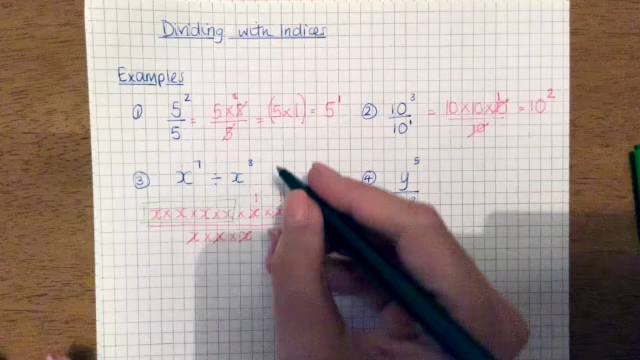 Dividing with Indices
Examples
① 5² / 5 = 5 × 5 / 5 = (5×1) = 5¹
② 10³ / 10¹ = 10 × 10 × 10 / 10 = 10²
③ x⁷ ÷ x³
x × x × x × x × x
x × x × x
④ y⁵